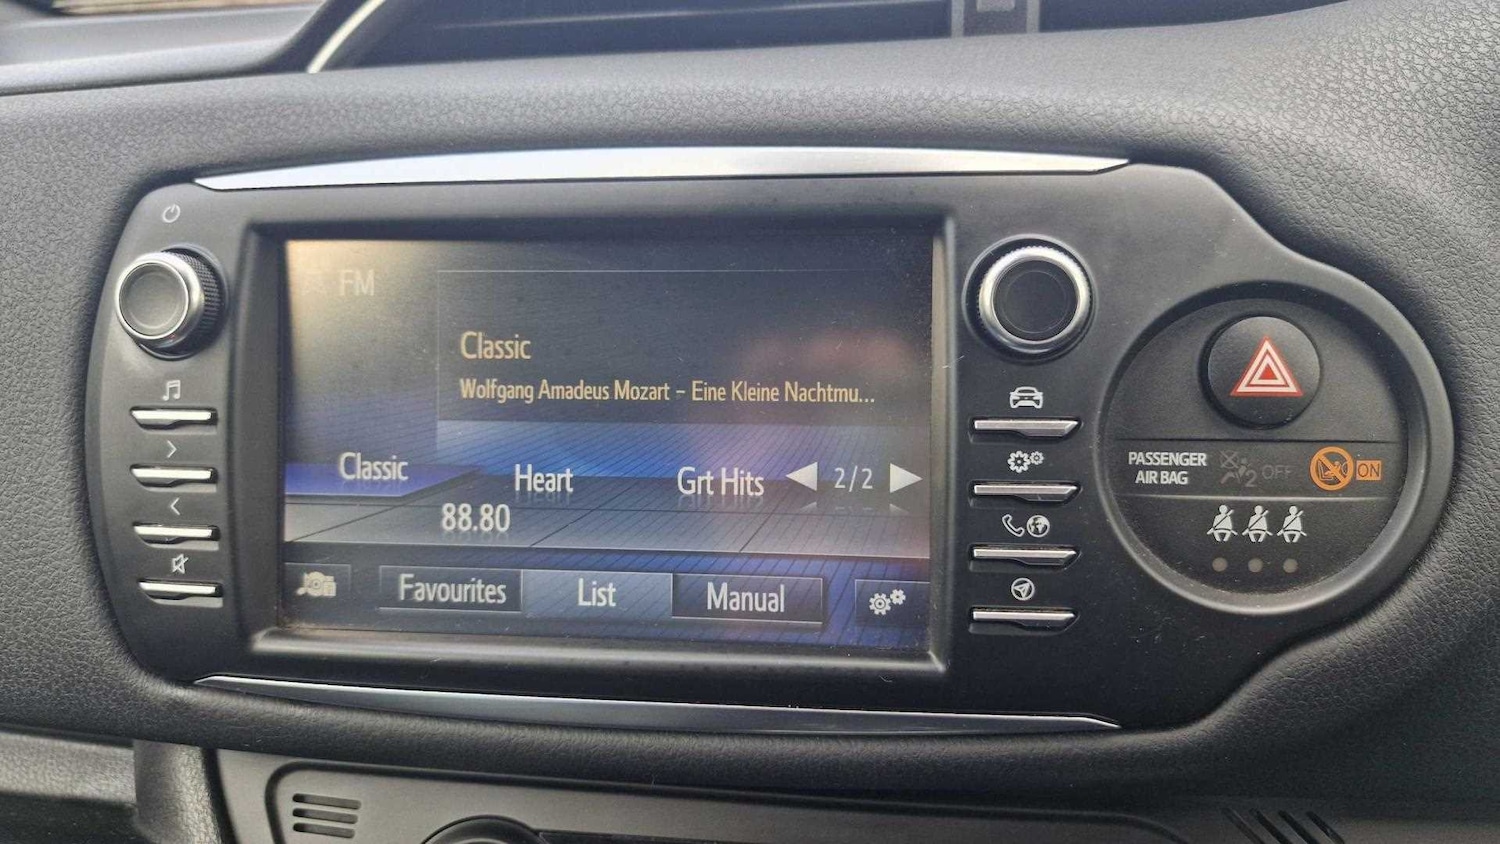 FM
Classic
Wolfgang Amadeus Mozart – Eine Kleine Nachtmu...
Classic
Heart
Grt Hits
2/2
88.80
Favourites
List
Manual
PASSENGER
AIR BAG
2 OFF
ON